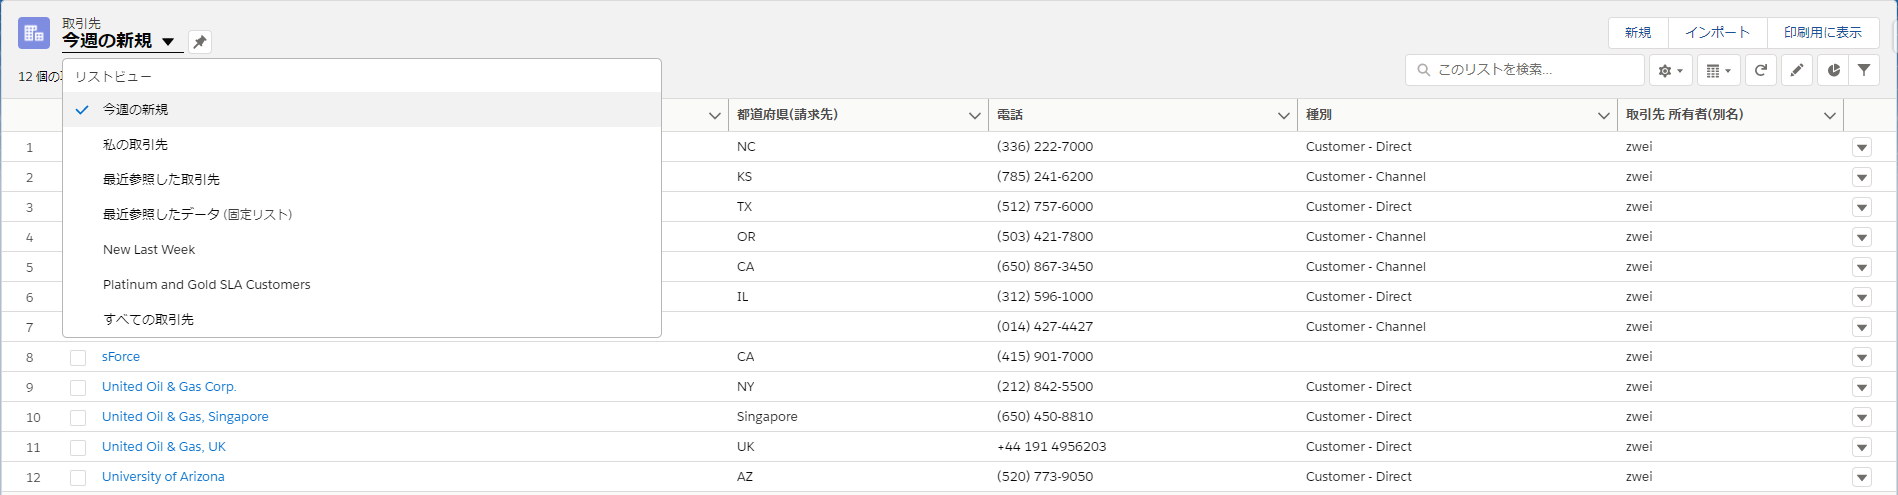 取引先
今週の新規
新規 インポート 印刷用に表示
12 個の
このリストを検索...
リストビュー
今週の新規
私の取引先
最近参照した取引先
最近参照したデータ (固定リスト)
New Last Week
Platinum and Gold SLA Customers
すべての取引先
都道府県(請求先) 電話 種別 取引先 所有者(別名)
1 NC (336) 222-7000 Customer - Direct zwei
2 KS (785) 241-6200 Customer - Channel zwei
3 TX (512) 757-6000 Customer - Direct zwei
4 OR (503) 421-7800 Customer - Channel zwei
5 CA (650) 867-3450 Customer - Channel zwei
6 IL (312) 596-1000 Customer - Direct zwei
7 (014) 427-4427 Customer - Channel zwei
8 sForce CA (415) 901-7000 zwei
9 United Oil & Gas Corp. NY (212) 842-5500 Customer - Direct zwei
10 United Oil & Gas, Singapore Singapore (650) 450-8810 Customer - Direct zwei
11 United Oil & Gas, UK UK +44 191 4956203 Customer - Direct zwei
12 University of Arizona AZ (520) 773-9050 Customer - Direct zwei